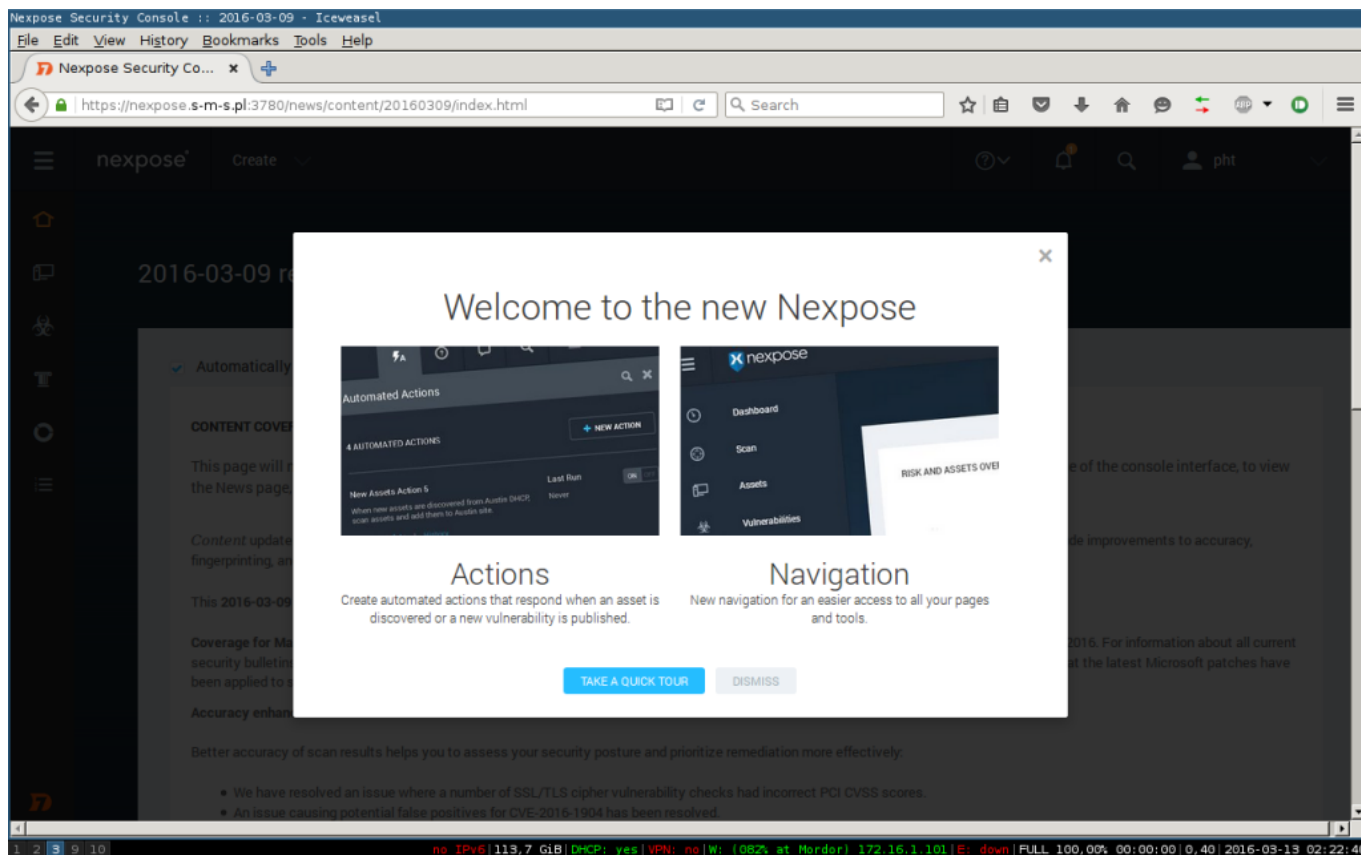 Nexpose Security Console :: 2016-03-09 - Iceweasel
File Edit View History Bookmarks Tools Help
Nexpose Security Co...
https://nexpose.s-m-s.pl:3780/news/content/20160309/index.html
Search
nexpose
Create
pht
2016-03-09 re
Automatically
CONTENT COVER
This page will
e of the console interface, to view
the News page,
Content update
de improvements to accuracy,
fingerprinting, an
This 2016-03-09
Coverage for Ma
2016. For information about all current
security bulletin
at the latest Microsoft patches have
been applied to s
Accuracy enhan
Better accuracy of scan results helps you to assess your security posture and prioritize remediation more effectively:
• We have resolved an issue where a number of SSL/TLS cipher vulnerability checks had incorrect PCI CVSS scores.
• An issue causing potential false positives for CVE-2016-1904 has been resolved.
Welcome to the new Nexpose
Automated Actions
4 AUTOMATED ACTIONS
+ NEW ACTION
New Assets Action 5
Last Run
ON
When new assets are discovered from Austin DHCP,
Never
scan assets and add them to Austin site.
nexpose
Dashboard
Scan
Assets
Vulnerabilities
RISK AND ASSETS OVE
Actions
Create automated actions that respond when an asset is
discovered or a new vulnerability is published.
Navigation
New navigation for an easier access to all your pages
and tools.
TAKE A QUICK TOUR
DISMISS
1 2 3 9 10
no IPv6|113,7 GiB|DHCP: yes|VPN: no|W: (082% at Mordor) 172.16.1.101|E: down|FULL 100,00% 00:00:00|0,40|2016-03-13 02:22:4